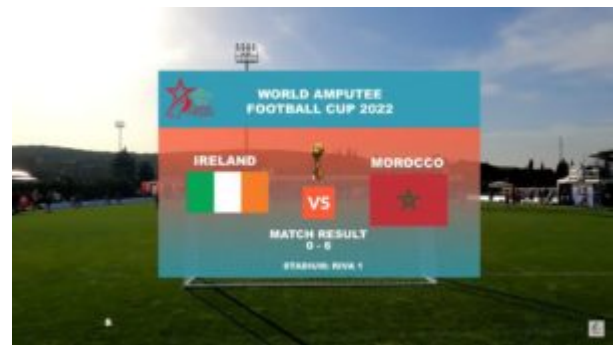 WORLD AMPUTEE
FOOTBALL CUP 2022
IRELAND
MOROCCO
VS
MATCH RESULT
0 - 6
STADIUM: RIVA 1